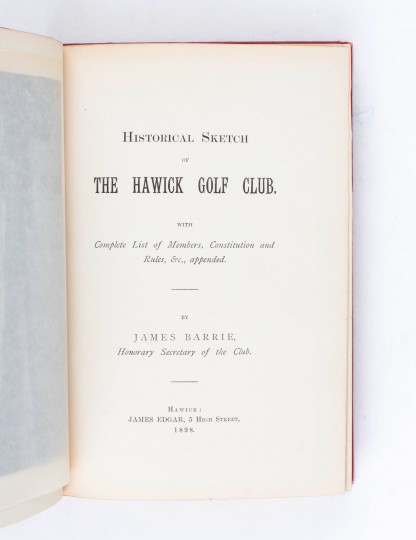 HISTORICAL SKETCH
OF
THE HAWICK GOLF CLUB.
WITH
Complete List of Members, Constitution and
Rules, &c., appended.
BY
JAMES BARRIE,
Honorary Secretary of the Club.
HAWICK:
JAMES EDGAR, 5 HIGH STREET,
1898.